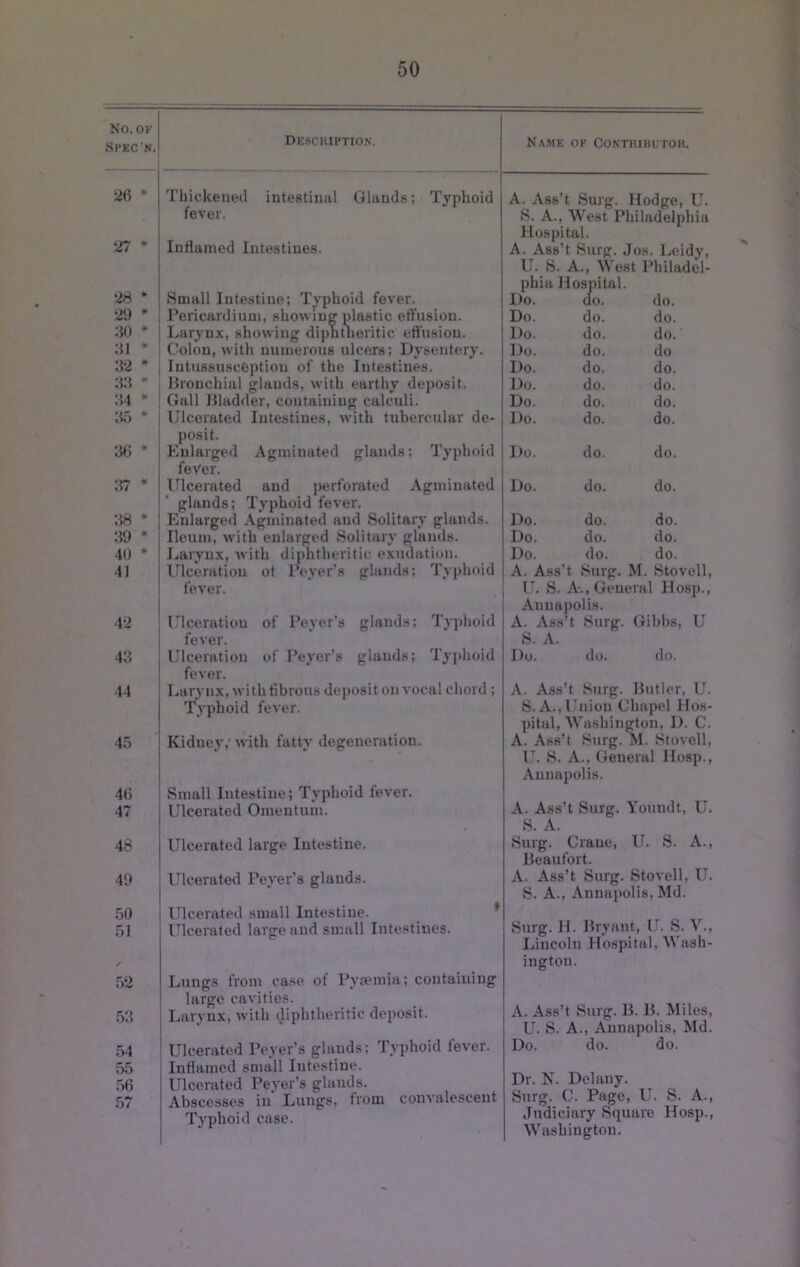 50
No. of Spec'n. Description. Name of Contributor.
26 * Thickened intestinal Glands; Typhoid fever. A. Ass't Surg. Hodge, U. S. A., West Philadelphia Hospital.
27 * Inflamed Intestines. A. Ass't Surg. Jos. Leidy, U. S. A., West Philadelphia Hospital.
28 * Small Intestine; Typhoid fever. Do. do. do.
29 * Pericardium, showing plastic effusion. Do. do. do.
30 * Larynx, showing diphtheritic effusion. Do. do. do.
31 * Colon, with numerous ulcers; Dysentery. Do. do. do
32 * Intussusception of the Intestines. Do. do. do.
33 * Bronchial glands, with earthy deposit. Do. do. do.
34 * Gall Bladder, containing calculi. Do. do. do.
35 * Ulcerated Intestines, with tubercular deposit. Do. do. do.
36 * Enlarged Agminated glands; Typhoid fever. Do. do. do.
37 * Ulcerated and perforated Agminated glands; Typhoid fever. Do. do. do.
38 * Enlarged Agminated and Solitary glands. Do. do. do.
39 * Ileum, with enlarged Solitary glands. Do. do. do.
40 * Larynx, with diphtheritic exudation. Do. do. do.
41 Ulceration of Peyer's glands; Typhoid fever. A. Ass't Surg. M. Stovell, U. S. A., General Hosp., Annapolis.
42 Ulceration of Peyer's glands; Typhoid fever. A. Ass't Surg. Gibbs, U S. A.
43 Ulceration of Peyer's glands; Typhoid fever. Do. do. do.
44 Larynx, with fibrous deposit on vocal chord; Typhoid fever. A. Ass't Surg. Butler, U. S. A., Union Chapel Hospital, Washington, D. C.
45 Kidney, with fatty degeneration. A. Ass't Surg. M. Stovell, U. S. A., General Hosp., Annapolis.
46 Small Intestine; Typhoid fever.
47 Ulcerated Omentum. A. Ass't Surg. Youndt, U. S. A.
48 Ulcerated large Intestine. Surg. Crane, U. S. A., Beaufort.
49 Ulcerated Peyer's glands. A. Ass't Surg. Stovell, U. S. A., Annapolis, Md.
50 Ulcerated small Intestine.
51 Ulcerated large and small Intestines. Surg. H. Bryant, U. S. V., Lincoln Hospital, Washington.
52 Lungs from case of Pyæmia; containing large cavities.
53 Larynx, with diphtheritic deposit. A. Ass't Surg. B. B. Miles, U. S. A., Annapolis, Md.
54 Ulcerated Peyer's glands; Typhoid fever. Do. do. do.
55 Inflamed small Intestine.
56 Ulcerated Peyer's glands. Dr. N. Delany.
57 Abscesses in Lungs, from convalescent Typhoid case. Surg. C. Page, U. S. A., Judiciary Square Hosp., Washington.